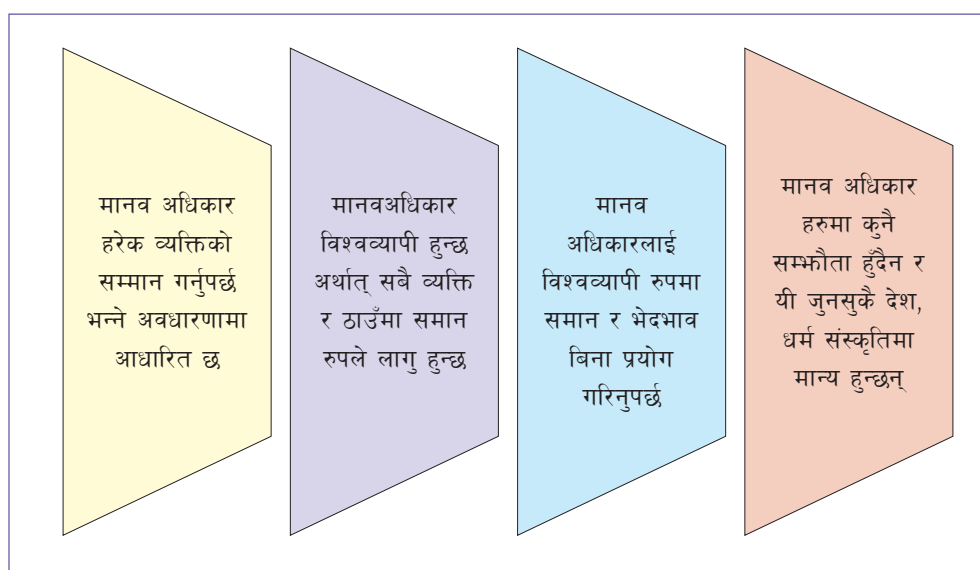 मानव अधिकार
हरेक व्यक्तिको
सम्मान गर्नुपर्छ
भन्ने अवधारणामा
आधारित छ
मानवअधिकार
विश्वव्यापी हुन्छ
अर्थात् सबै व्यक्ति
र ठाउँमा समान
रुपले लागु हुन्छ
मानव
अधिकारलाई
विश्वव्यापी रुपमा
समान र भेदभाव
बिना प्रयोग
गरिनुपर्छ
मानव अधिकार
हरुमा कुनै
सम्झौता हुँदैन र
यी जुनसुकै देश,
धर्म संस्कृतिमा
मान्य हुन्छन्